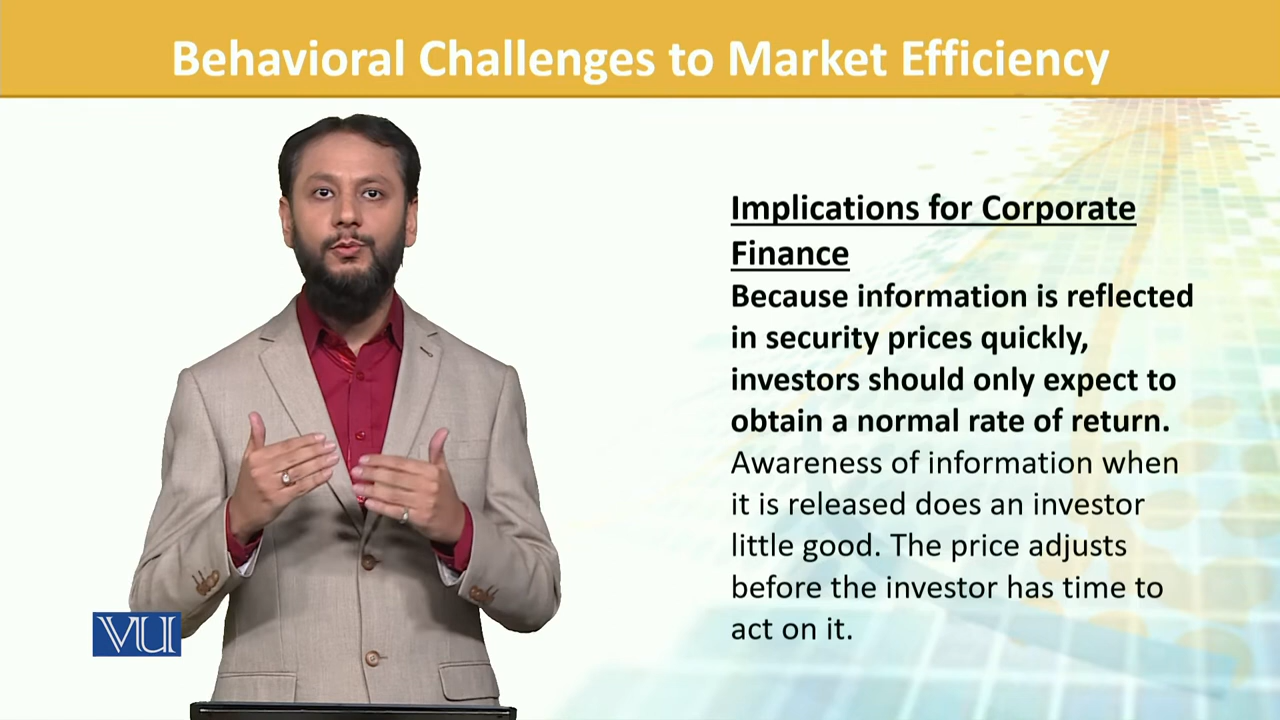 Behavioral Challenges to Market Efficiency
Implications for Corporate
Finance
Because information is reflected
in security prices quickly,
investors should only expect to
obtain a normal rate of return.
Awareness of information when
it is released does an investor
little good. The price adjusts
before the investor has time to
act on it.
VU